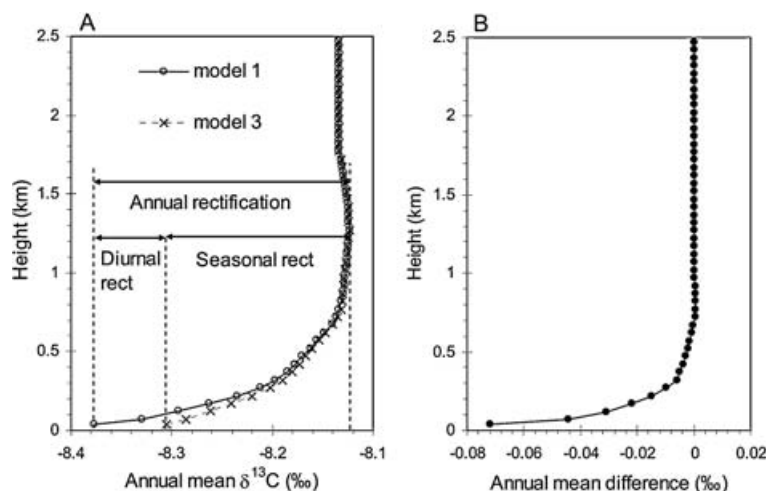 A
2.5
2
1.5
1
0.5
0
Height (km)
model 1
model 3
Annual rectification
Diurnal
rect
Seasonal rect
-8.4
-8.3
-8.2
-8.1
Annual mean δ¹³C (‰)
B
2.5
2
1.5
1
0.5
0
Height (km)
-0.08
-0.06
-0.04
-0.02
0
0.02
Annual mean difference (‰)